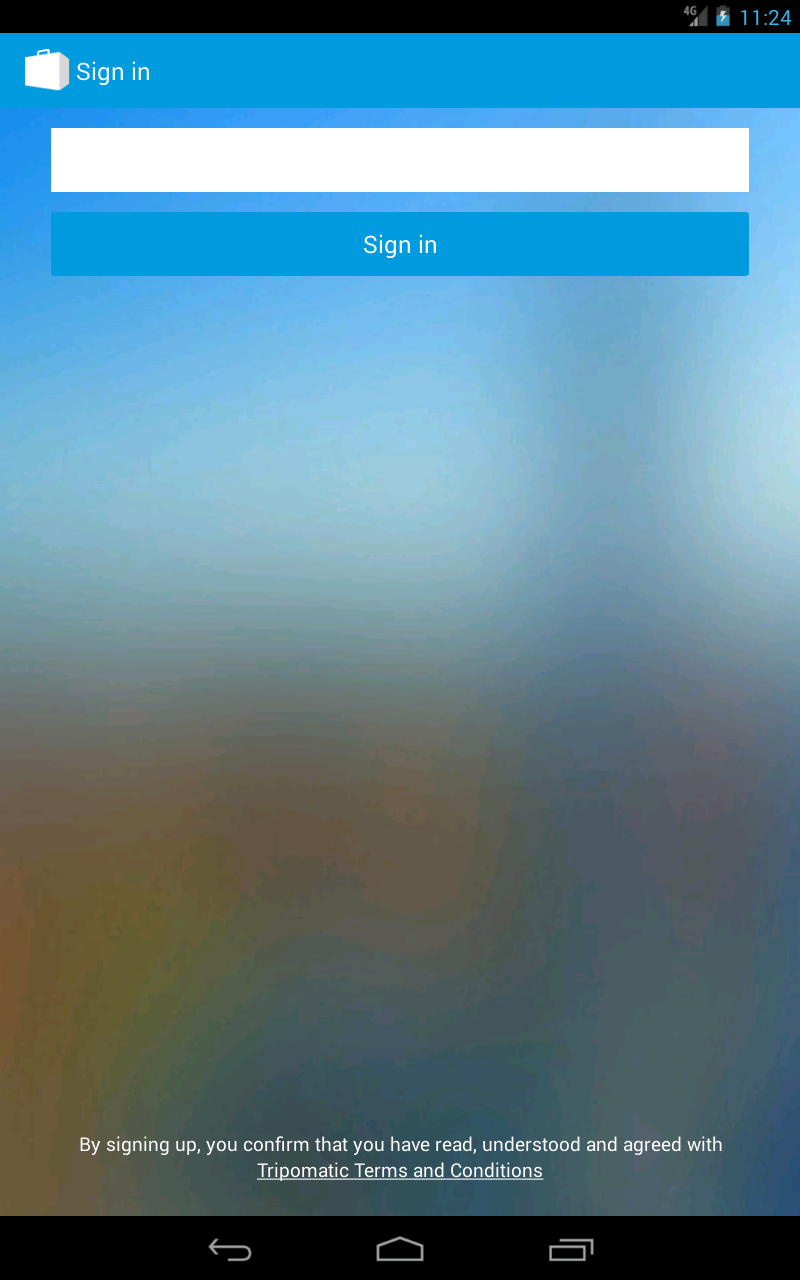 4G 11:24
Sign in
Sign in
By signing up, you confirm that you have read, understood and agreed with
Tripomatic Terms and Conditions